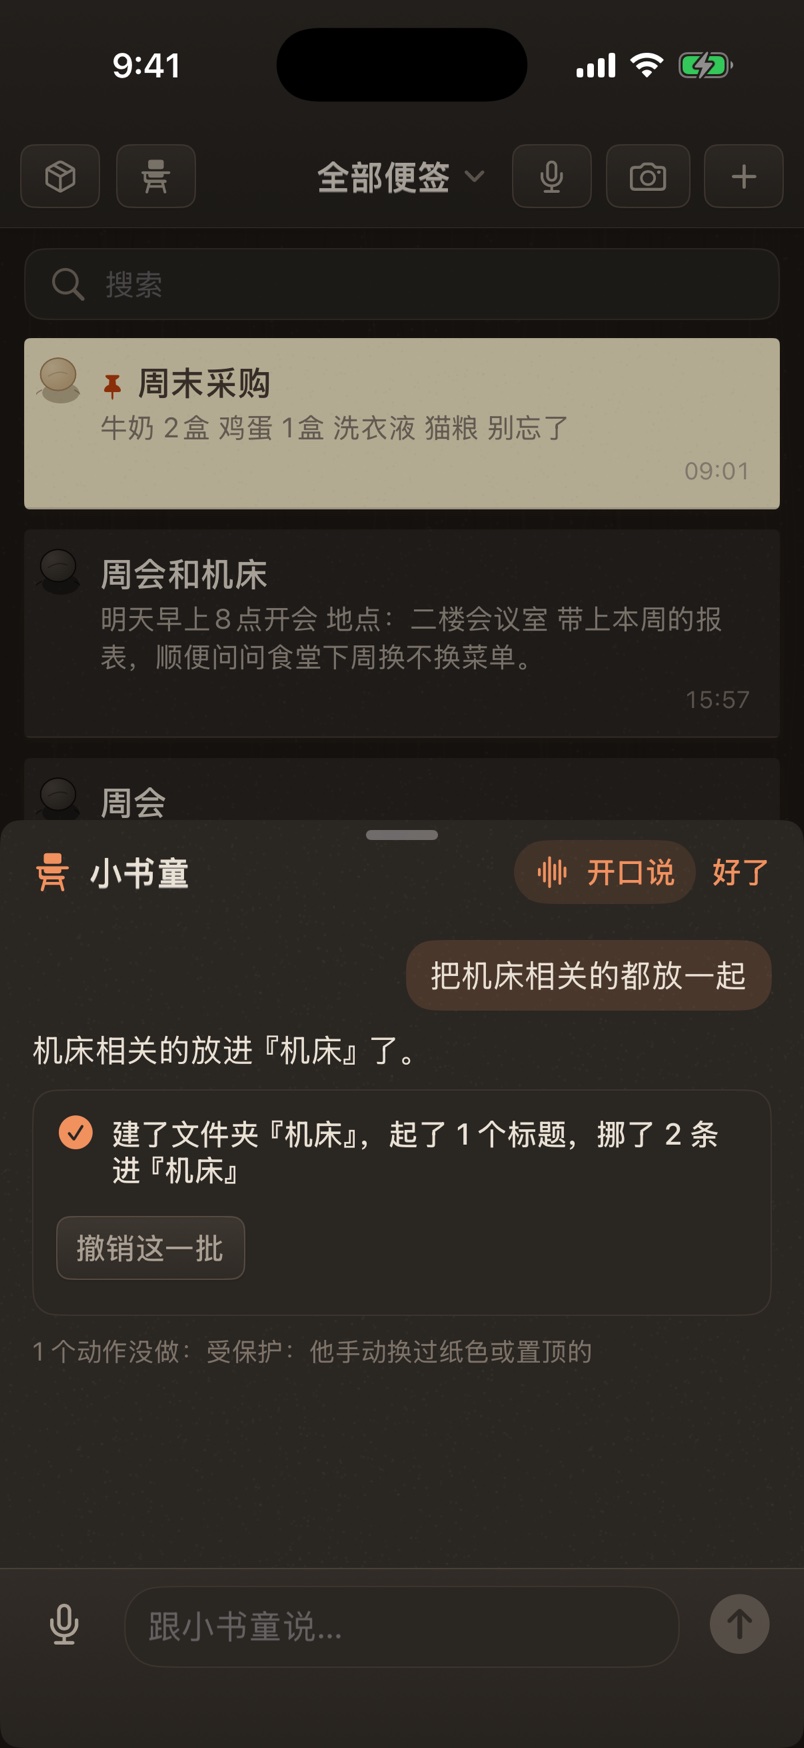 9:41
全部便签
搜索
周末采购
牛奶 2盒 鸡蛋 1盒 洗衣液 猫粮 别忘了
09:01
周会和机床
明天早上8点开会 地点：二楼会议室 带上本周的报
表，顺便问问食堂下周换不换菜单。
15:57
周会
小书童
开口说
好了
把机床相关的都放一起
机床相关的放进『机床』了。
建了文件夹『机床』，起了 1 个标题，挪了 2 条
进『机床』
撤销这一批
1 个动作没做：受保护：他手动换过纸色或置顶的
跟小书童说...